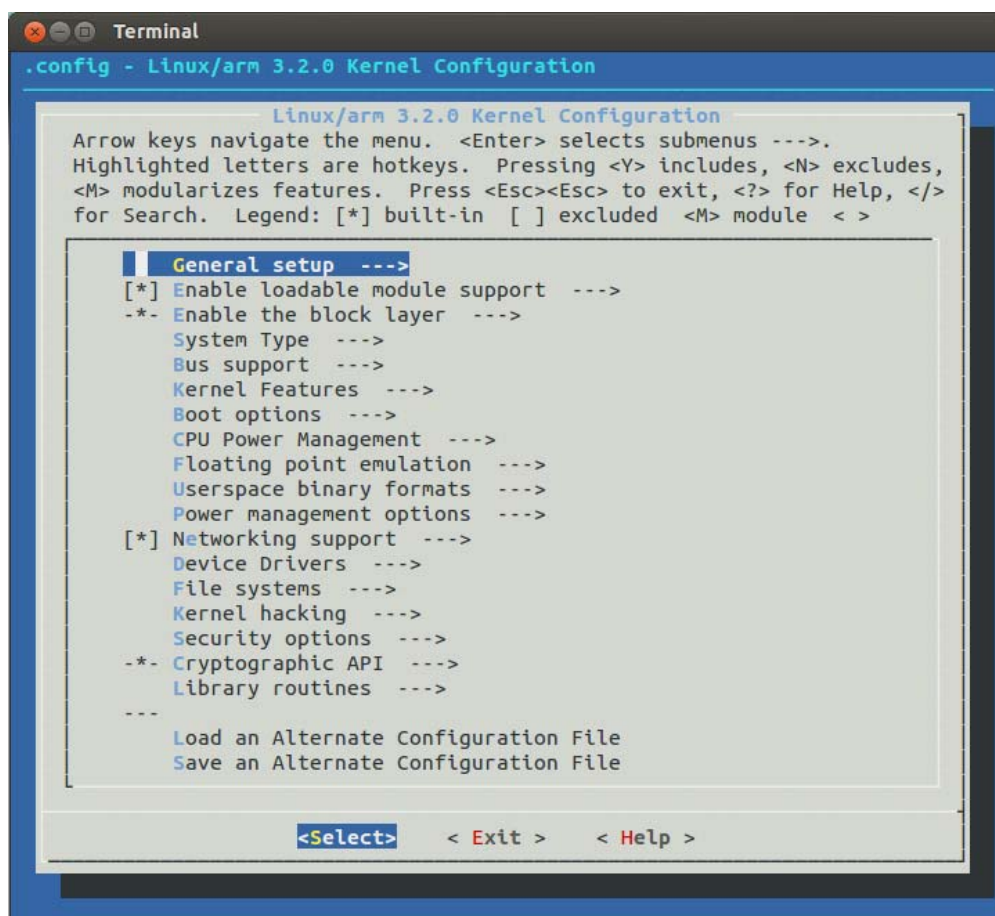 Terminal
.config - Linux/arm 3.2.0 Kernel Configuration
Linux/arm 3.2.0 Kernel Configuration
Arrow keys navigate the menu.  <Enter> selects submenus --->.
Highlighted letters are hotkeys.  Pressing <Y> includes, <N> excludes,
<M> modularizes features.  Press <Esc><Esc> to exit, <?> for Help, </>
for Search.  Legend: [*] built-in  [ ] excluded  <M> module  < >
General setup  --->
[*] Enable loadable module support  --->
-*- Enable the block layer  --->
System Type  --->
Bus support  --->
Kernel Features  --->
Boot options  --->
CPU Power Management  --->
Floating point emulation  --->
Userspace binary formats  --->
Power management options  --->
[*] Networking support  --->
Device Drivers  --->
File systems  --->
Kernel hacking  --->
Security options  --->
-*- Cryptographic API  --->
Library routines  --->
---
Load an Alternate Configuration File
Save an Alternate Configuration File
<Select>    < Exit >    < Help >